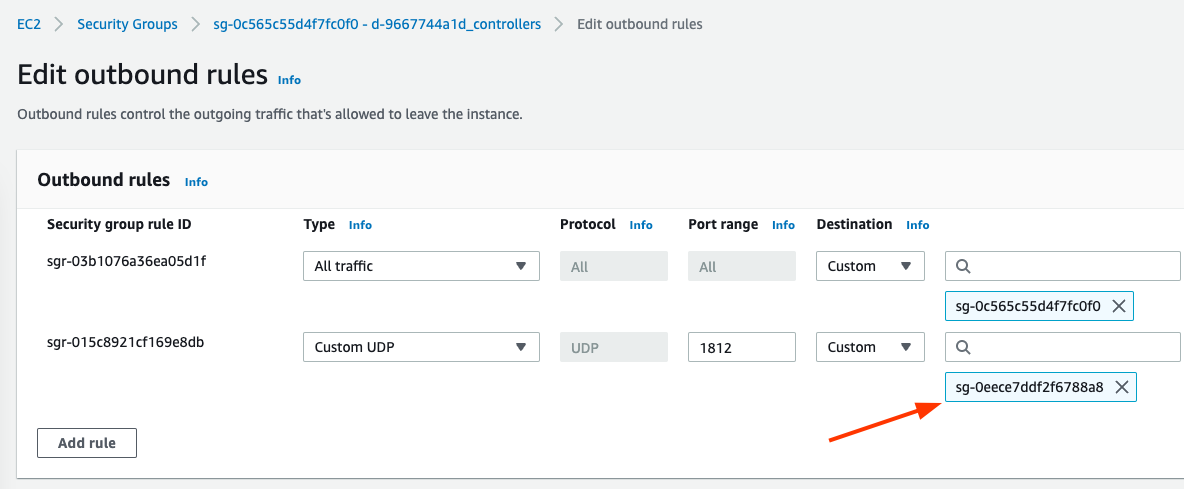 EC2 > Security Groups > sg-0c565c55d4f7fc0f0 - d-9667744a1d_controllers > Edit outbound rules
Edit outbound rules Info
Outbound rules control the outgoing traffic that's allowed to leave the instance.
Outbound rules Info
Security group rule ID Type Info Protocol Info Port range Info Destination Info
sgr-03b1076a36ea05d1f All traffic All All Custom
sg-0c565c55d4f7fc0f0
sgr-015c8921cf169e8db Custom UDP UDP 1812 Custom
sg-0eece7ddf2f6788a8
Add rule